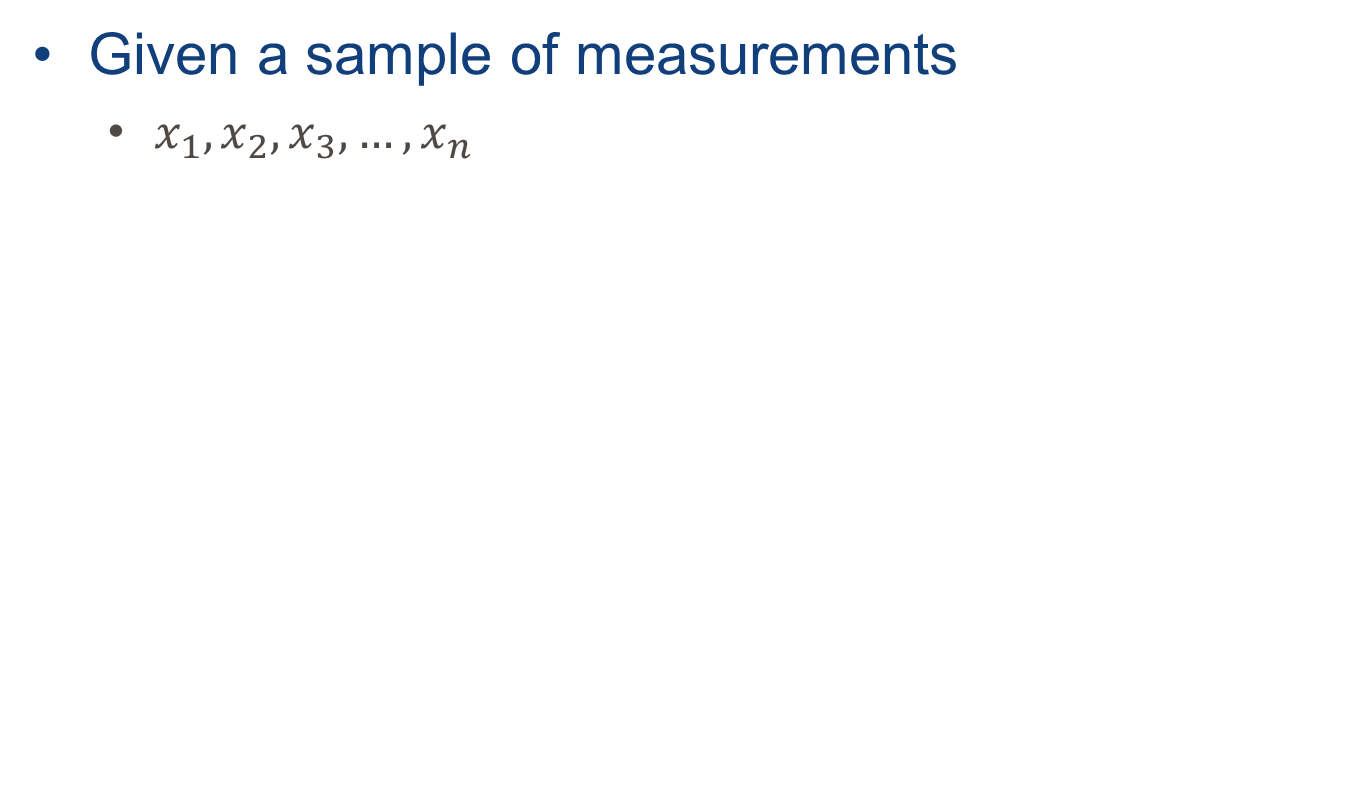 • Given a sample of measurements
• 𝑥₁, 𝑥₂, 𝑥₃, … , 𝑥ₙ